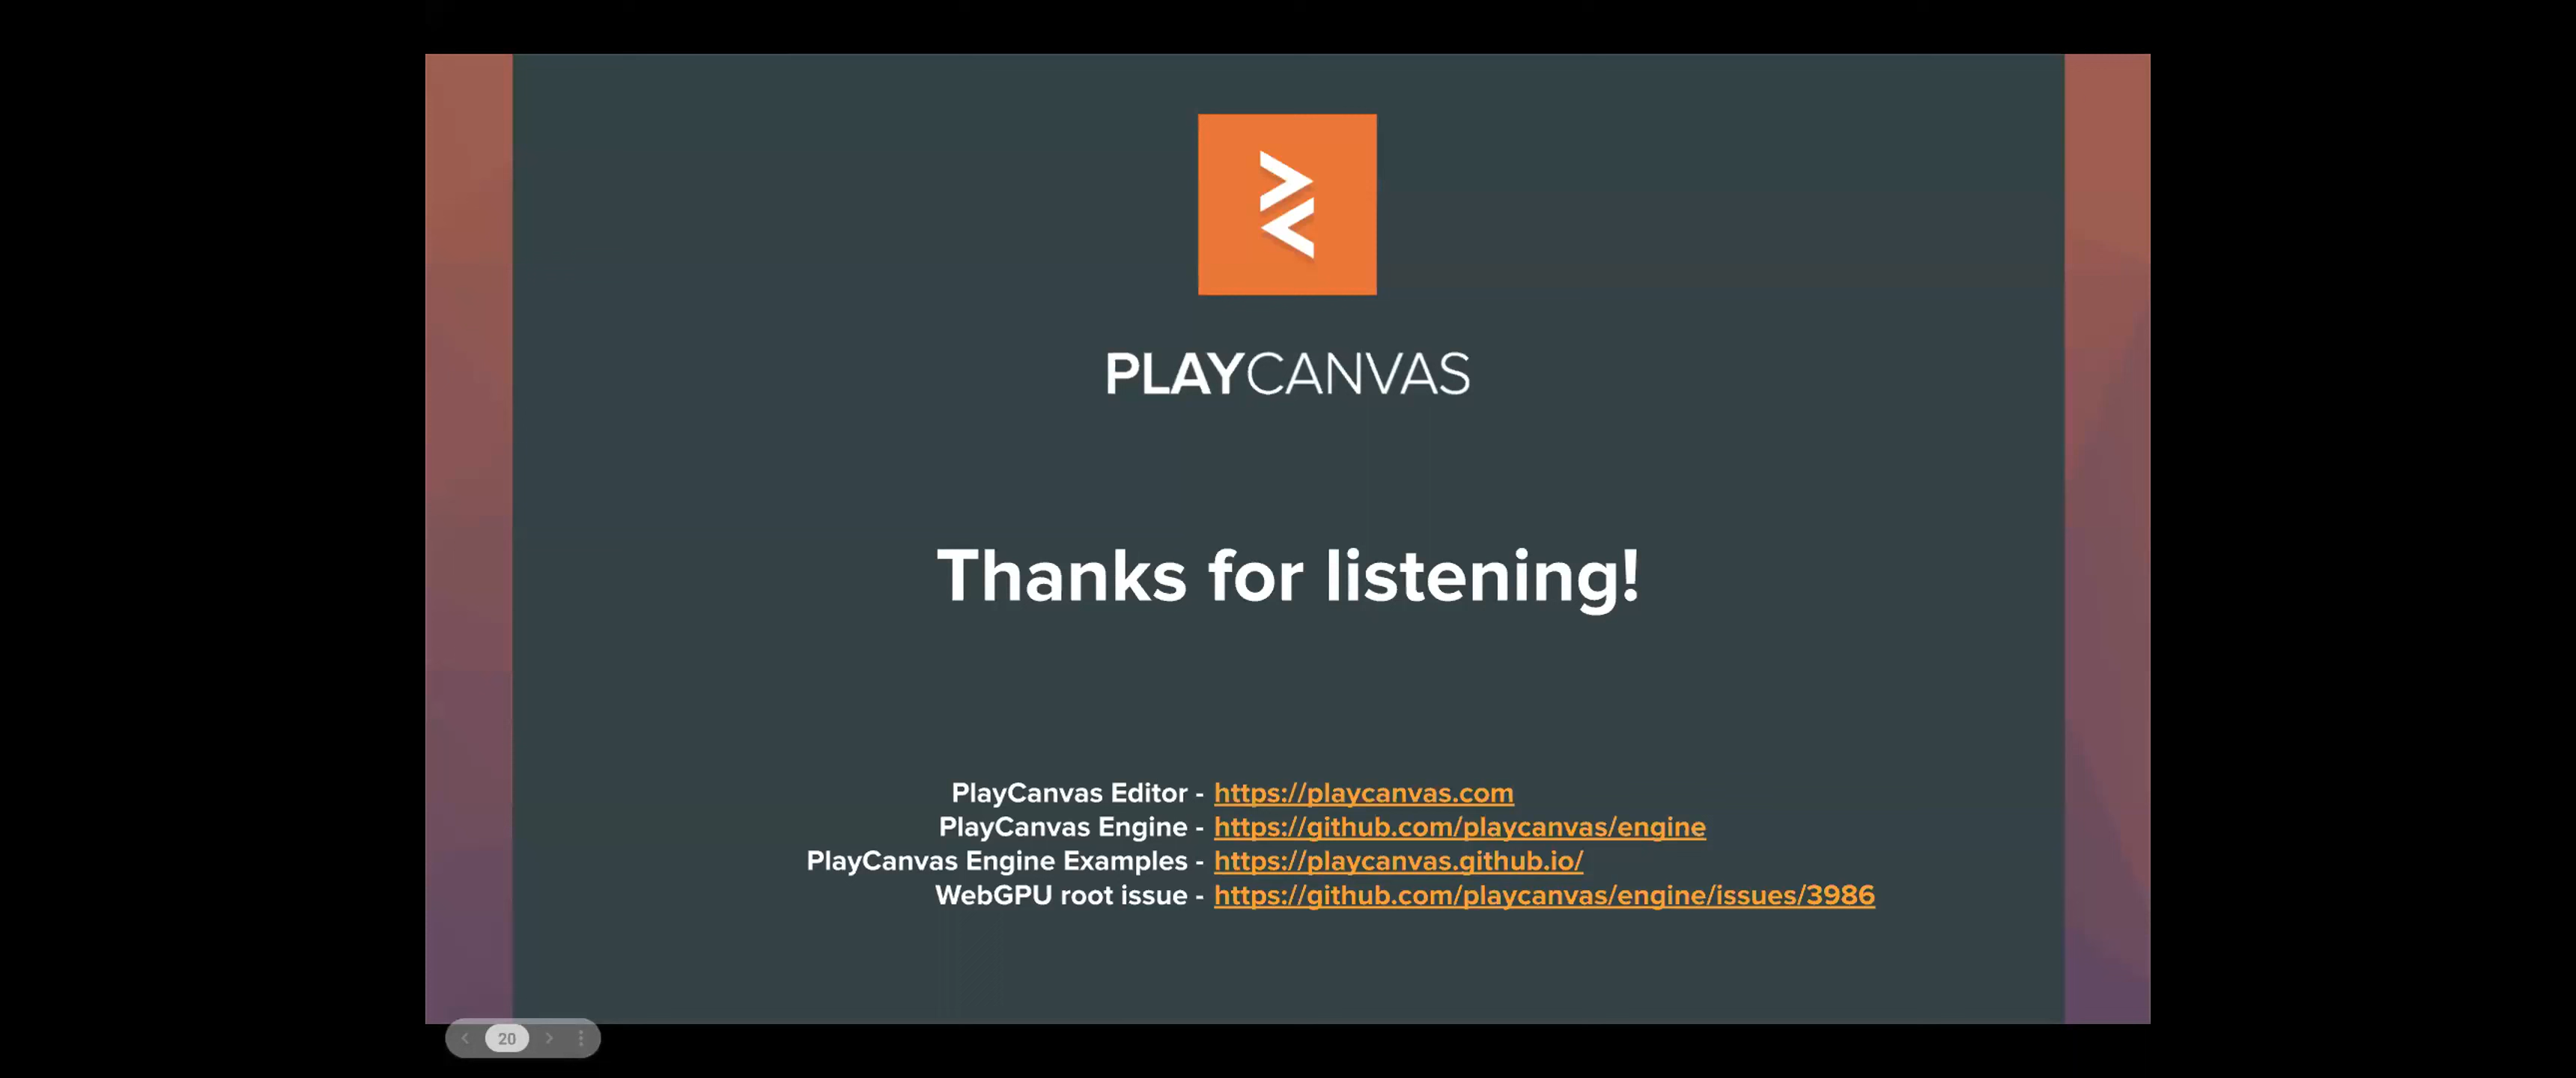 PLAYCANVAS
Thanks for listening!
PlayCanvas Editor - https://playcanvas.com
PlayCanvas Engine - https://github.com/playcanvas/engine
PlayCanvas Engine Examples - https://playcanvas.github.io/
WebGPU root issue - https://github.com/playcanvas/engine/issues/3986
20